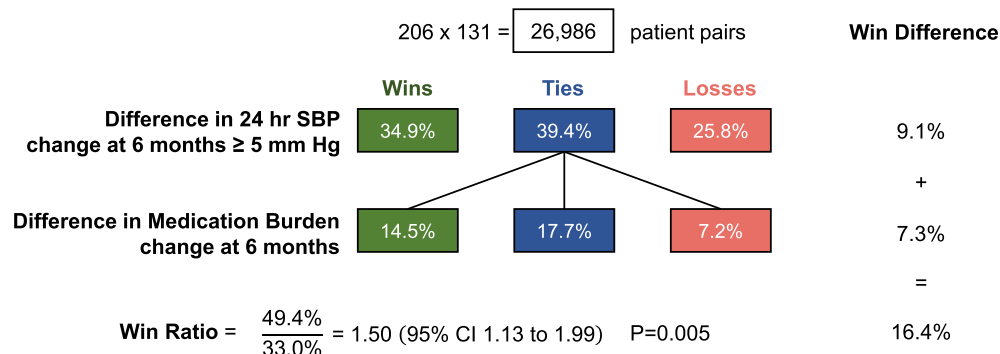 206 x 131 = 26,986 patient pairs Win Difference
Wins Ties Losses
Difference in 24 hr SBP
change at 6 months ≥ 5 mm Hg
34.9% 39.4% 25.8% 9.1%
+
Difference in Medication Burden
change at 6 months
14.5% 17.7% 7.2% 7.3%
=
Win Ratio = 49.4%
33.0%
= 1.50 (95% CI 1.13 to 1.99) P=0.005 16.4%